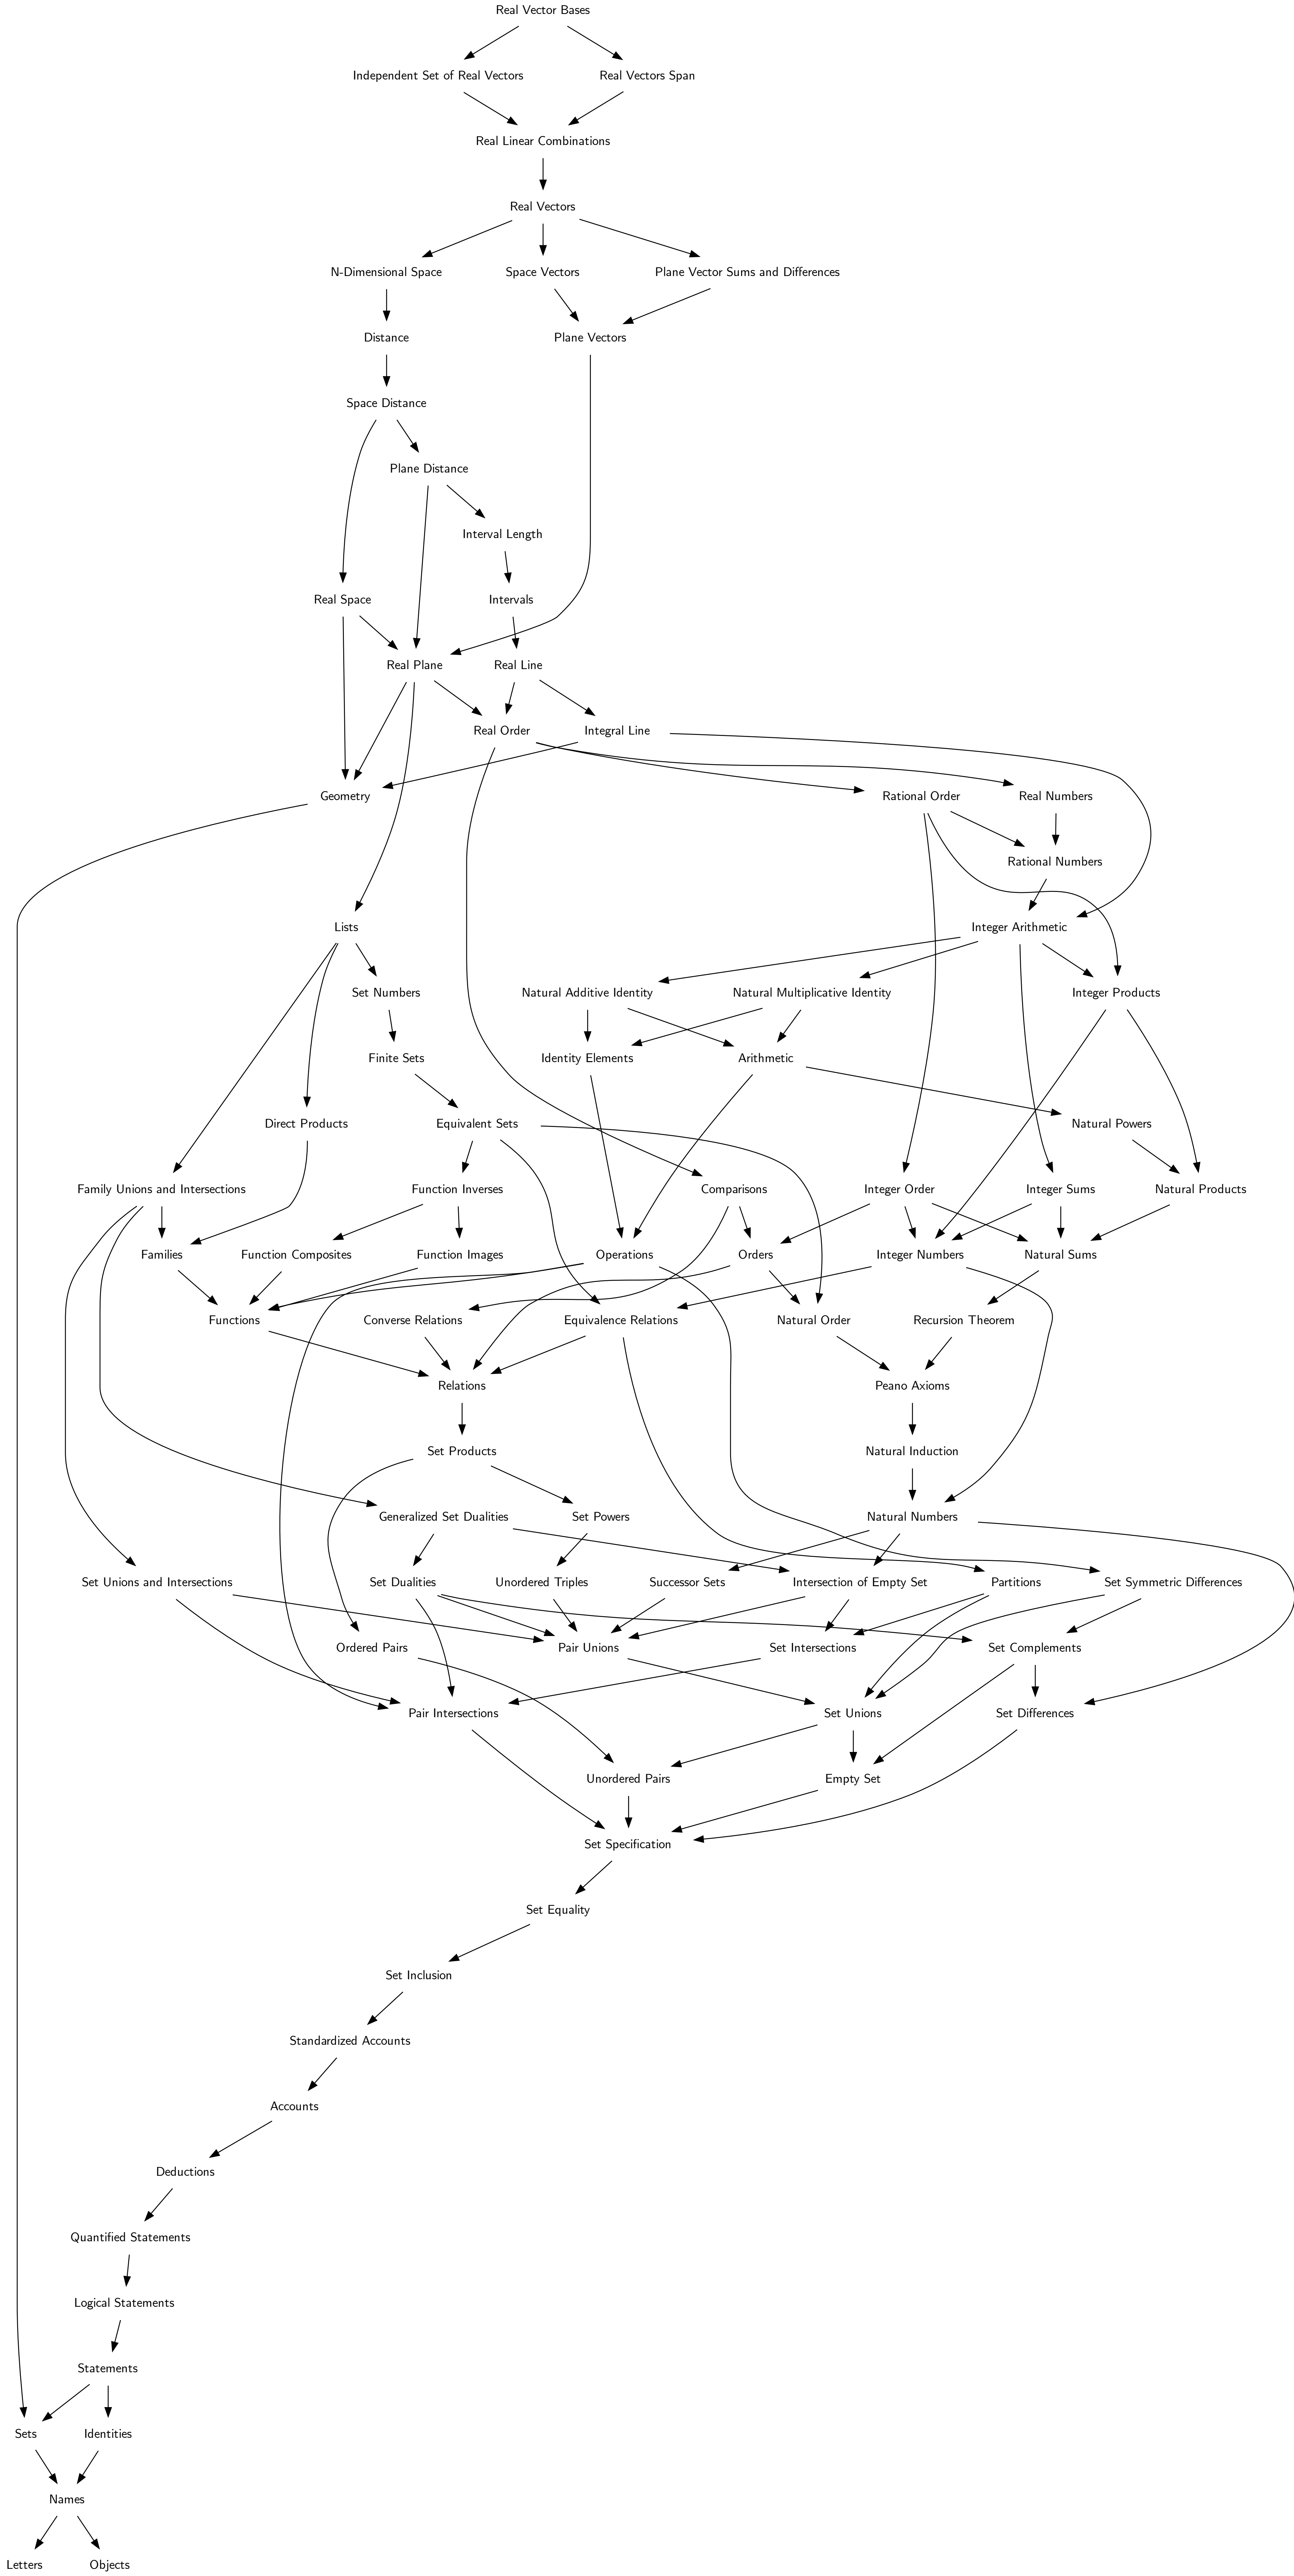 Real Vector Bases
Independent Set of Real Vectors
Real Vectors Span
Real Linear Combinations
Real Vectors
N-Dimensional Space
Space Vectors
Plane Vector Sums and Differences
Distance
Plane Vectors
Space Distance
Plane Distance
Interval Length
Real Space
Intervals
Real Plane
Real Line
Real Order
Integral Line
Geometry
Rational Order
Real Numbers
Rational Numbers
Lists
Integer Arithmetic
Set Numbers
Natural Additive Identity
Natural Multiplicative Identity
Integer Products
Finite Sets
Identity Elements
Arithmetic
Direct Products
Equivalent Sets
Natural Powers
Family Unions and Intersections
Function Inverses
Comparisons
Integer Order
Integer Sums
Natural Products
Families
Function Composites
Function Images
Operations
Orders
Integer Numbers
Natural Sums
Functions
Converse Relations
Equivalence Relations
Natural Order
Recursion Theorem
Relations
Peano Axioms
Set Products
Natural Induction
Generalized Set Dualities
Set Powers
Natural Numbers
Set Unions and Intersections
Set Dualities
Unordered Triples
Successor Sets
Intersection of Empty Set
Partitions
Set Symmetric Differences
Ordered Pairs
Pair Unions
Set Intersections
Set Complements
Pair Intersections
Set Unions
Set Differences
Unordered Pairs
Empty Set
Set Specification
Set Equality
Set Inclusion
Standardized Accounts
Accounts
Deductions
Quantified Statements
Logical Statements
Statements
Sets
Identities
Names
Letters
Objects